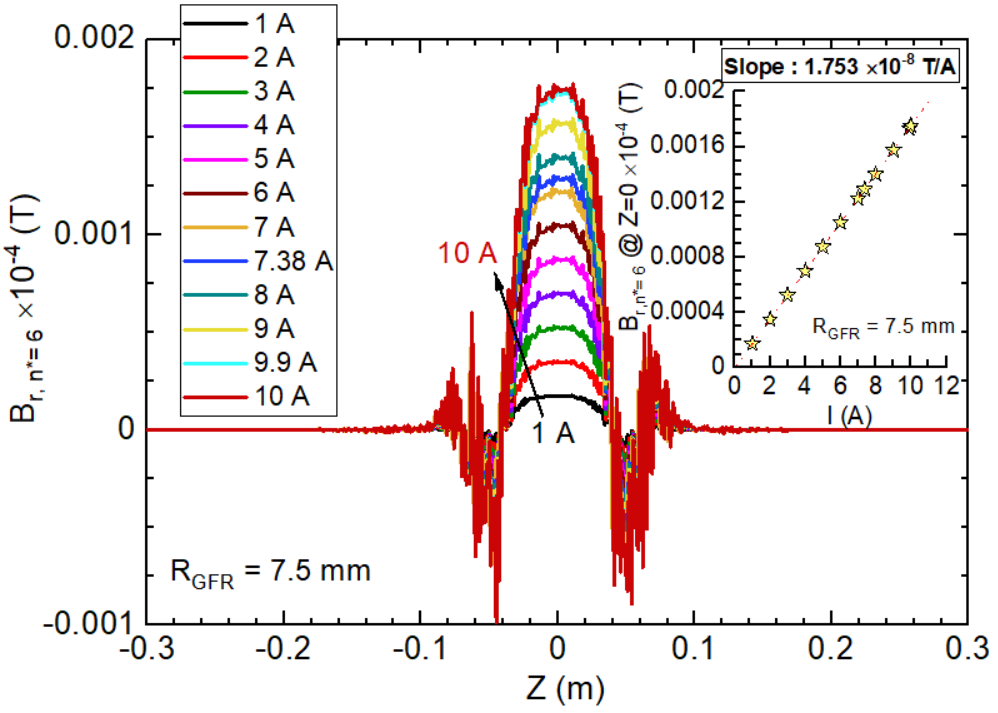 1 A
2 A
3 A
4 A
5 A
6 A
7 A
7.38 A
8 A
9 A
9.9 A
10 A
0.002
0.001
0
-0.001
B_r, n*= 6 ×10⁻⁴ (T)
-0.3 -0.2 -0.1 0 0.1 0.2 0.3
Z (m)
R_GFR = 7.5 mm
10 A
1 A
Slope : 1.753 ×10⁻⁸ T/A
0.002
0.0016
0.0012
0.0008
0.0004
0
B_r,n*= 6 @ Z=0 ×10⁻⁴ (T)
R_GFR = 7.5 mm
0 2 4 6 8 10 12
I (A)